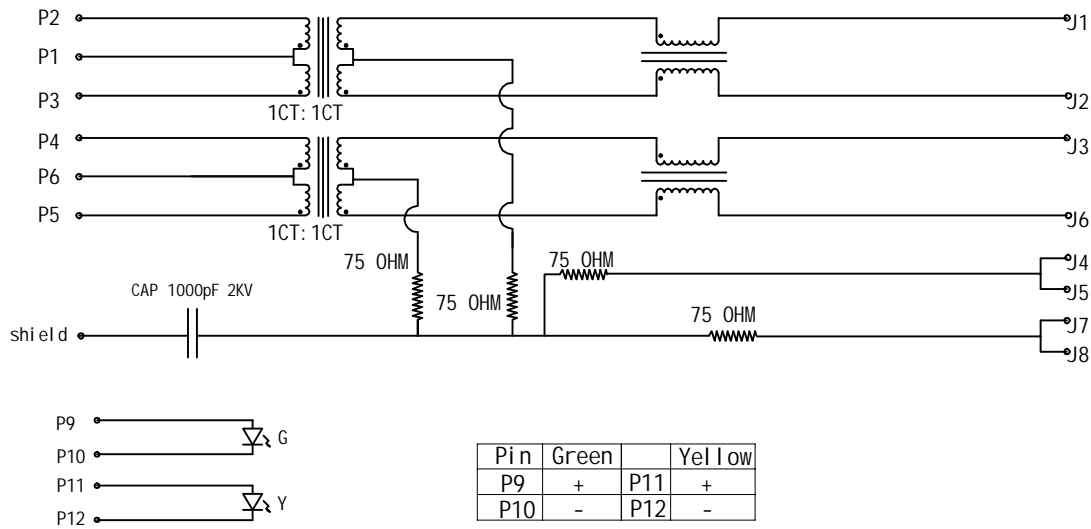 P2 J1
P1
P3 J2
1CT:1CT
P4 J3
P6
P5 J6
1CT:1CT
75 OHM 75 OHM J4
CAP 1000pF 2KV 75 OHM J5
shield 75 OHM J7
J8
P9
G
P10
P11
Y
P12
Pin Green Yellow
P9 + P11 +
P10 - P12 -